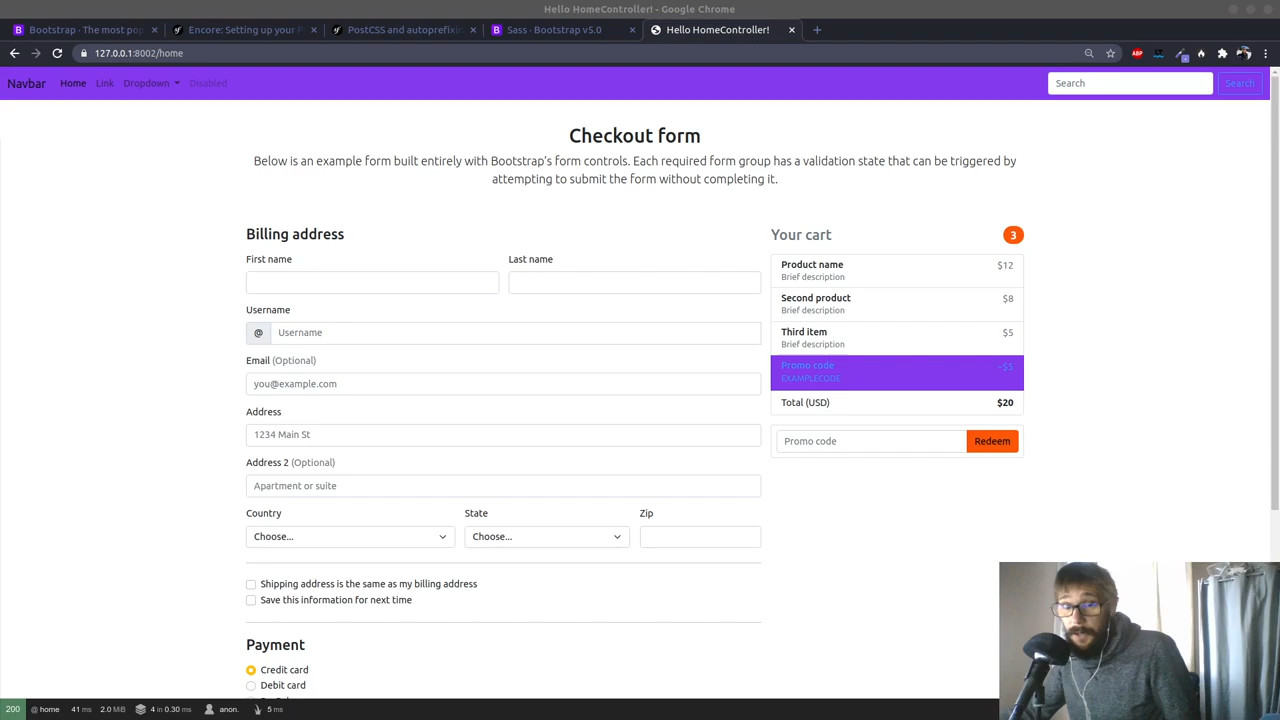 Hello HomeController! - Google Chrome
Bootstrap · The most pop
Encore: Setting up your P
PostCSS and autoprefixin
Sass · Bootstrap v5.0
Hello HomeController!
127.0.0.1:8002/home
ABP
Navbar Home Link Dropdown Disabled Search Search
Checkout form
Below is an example form built entirely with Bootstrap's form controls. Each required form group has a validation state that can be triggered by
attempting to submit the form without completing it.
Billing address
First name Last name
Username
@ Username
Email (Optional)
you@example.com
Address
1234 Main St
Address 2 (Optional)
Apartment or suite
Country State Zip
Choose... Choose...
Shipping address is the same as my billing address
Save this information for next time
Payment
Credit card
Debit card
Your cart 3
Product name $12
Brief description
Second product $8
Brief description
Third item $5
Brief description
Promo code −$5
EXAMPLECODE
Total (USD) $20
Promo code Redeem
200 @ home 41 ms 2.0 MiB 4 in 0.30 ms anon. 5 ms